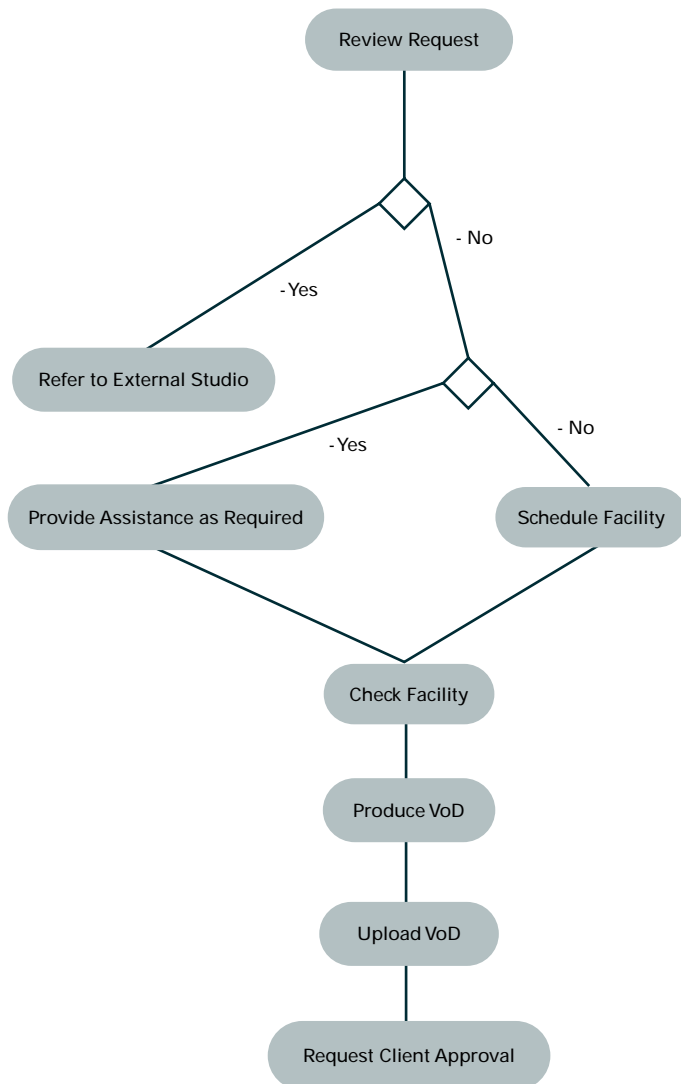 Review Request
- No
- Yes
Refer to External Studio
- No
- Yes
Provide Assistance as Required
Schedule Facility
Check Facility
Produce VoD
Upload VoD
Request Client Approval